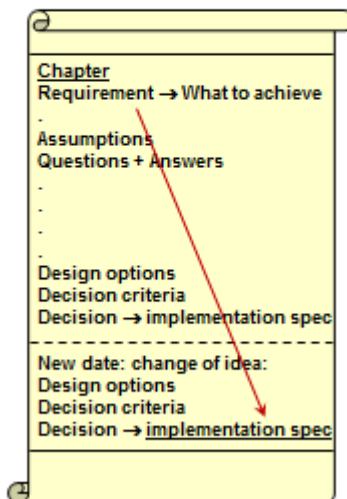 Chapter
Requirement → What to achieve
.
Assumptions
Questions + Answers
.
.
.
.
Design options
Decision criteria
Decision → implementation spec
New date: change of idea:
Design options
Decision criteria
Decision → implementation spec